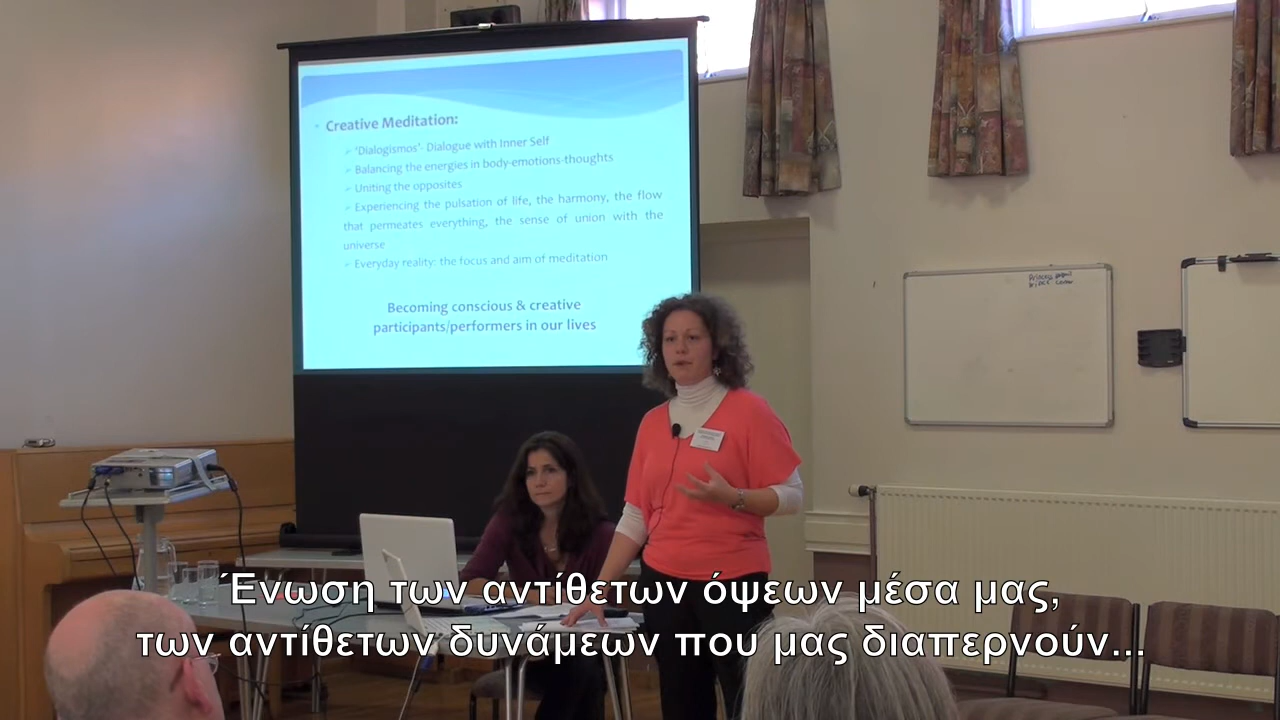 Creative Meditation:
'Dialogismos'- Dialogue with Inner Self
Balancing the energies in body-emotions-thoughts
Uniting the opposites
Experiencing the pulsation of life, the harmony, the flow
that permeates everything, the sense of union with the
universe
Everyday reality: the focus and aim of meditation
Becoming conscious & creative
participants/performers in our lives
Ένωση των αντίθετων όψεων μέσα μας,
των αντίθετων δυνάμεων που μας διαπερνούν...